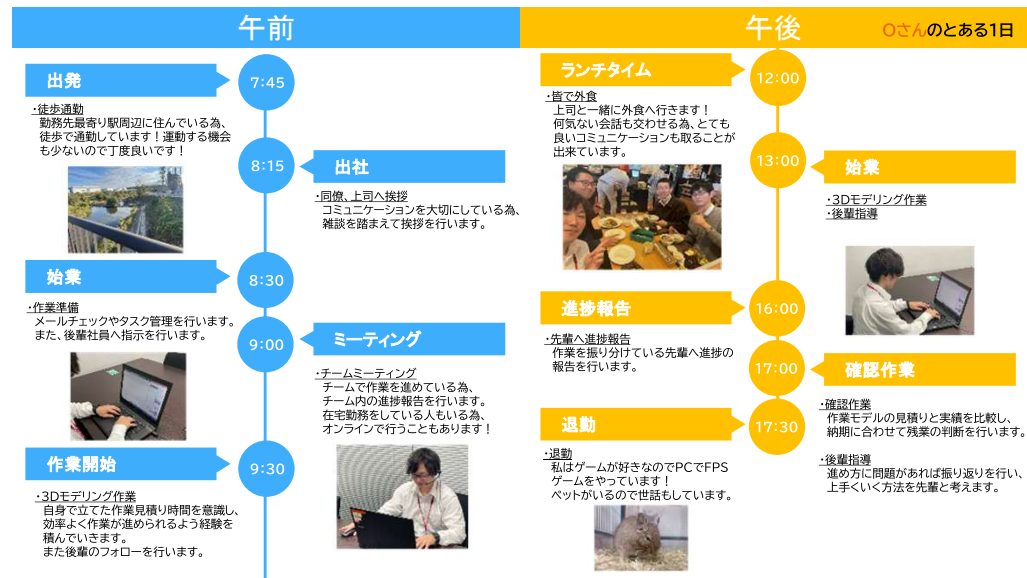 午前
7:45
出発
・徒歩通勤
勤務先最寄り駅周辺に住んでいる為、
徒歩で通勤しています！運動する機会
も少ないので丁度良いです！
8:15
出社
・同僚、上司へ挨拶
コミュニケーションを大切にしている為、
雑談を踏まえて挨拶を行います。
8:30
始業
・作業準備
メールチェックやタスク管理を行います。
また、後輩社員へ指示を行います。
9:00
ミーティング
・チームミーティング
チームで作業を進めている為、
チーム内の進捗報告を行います。
在宅勤務をしている人もいる為、
オンラインで行うこともあります！
9:30
作業開始
・3Dモデリング作業
自身で立てた作業見積り時間を意識し、
効率よく作業が進められるよう経験を
積んでいきます。
また後輩のフォローを行います。
午後
Oさんのとある1日
12:00
ランチタイム
・皆で外食
上司と一緒に外食へ行きます！
何気ない会話も交わせる為、とても
良いコミュニケーションも取ることが
出来ています。
13:00
始業
・3Dモデリング作業
・後輩指導
16:00
進捗報告
・先輩へ進捗報告
作業を振り分けている先輩へ進捗の
報告を行います。
17:00
確認作業
・確認作業
作業モデルの見積りと実績を比較し、
納期に合わせて残業の判断を行います。
・後輩指導
進め方に問題があれば振り返りを行い、
上手くいく方法を先輩と考えます。
17:30
退勤
・退勤
私はゲームが好きなのでPCでFPS
ゲームをやっています！
ペットがいるので世話もしています。